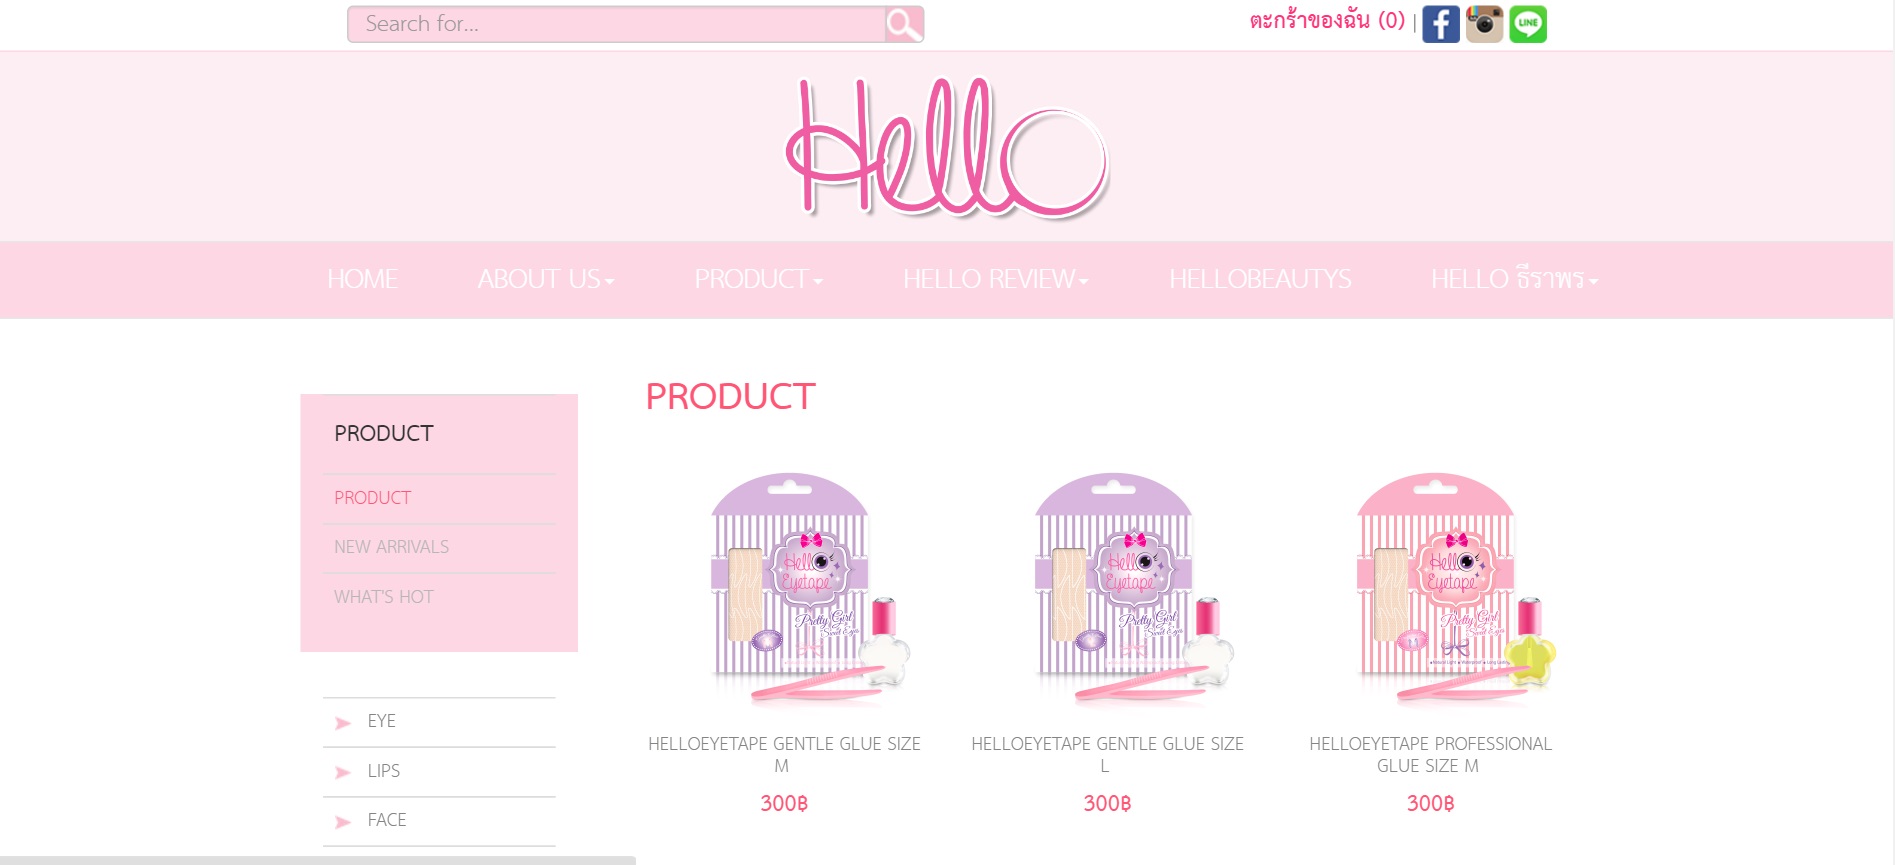 Search for...
ตะกร้าของฉัน (0) |
LINE
Hello
HOME
ABOUT US
PRODUCT
HELLO REVIEW
HELLOBEAUTYS
HELLO ธีราพร
PRODUCT
PRODUCT
NEW ARRIVALS
WHAT'S HOT
EYE
LIPS
FACE
PRODUCT
Hello
Eyetape
Pretty Girl
Sweet Eyes
HELLOEYETAPE GENTLE GLUE SIZE
M
300฿
Hello
Eyetape
Pretty Girl
Sweet Eyes
HELLOEYETAPE GENTLE GLUE SIZE
L
300฿
Hello
Eyetape
Pretty Girl
Sweet Eyes
HELLOEYETAPE PROFESSIONAL
GLUE SIZE M
300฿